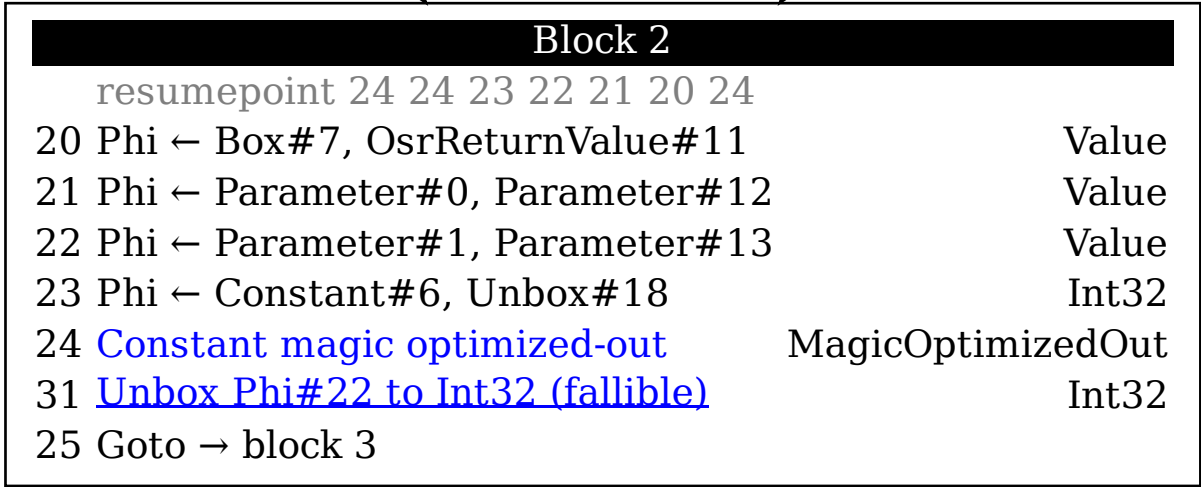 Block 2
resumepoint 24 24 23 22 21 20 24
20 Phi ← Box#7, OsrReturnValue#11 Value
21 Phi ← Parameter#0, Parameter#12 Value
22 Phi ← Parameter#1, Parameter#13 Value
23 Phi ← Constant#6, Unbox#18 Int32
24 Constant magic optimized-out MagicOptimizedOut
31 Unbox Phi#22 to Int32 (fallible) Int32
25 Goto → block 3